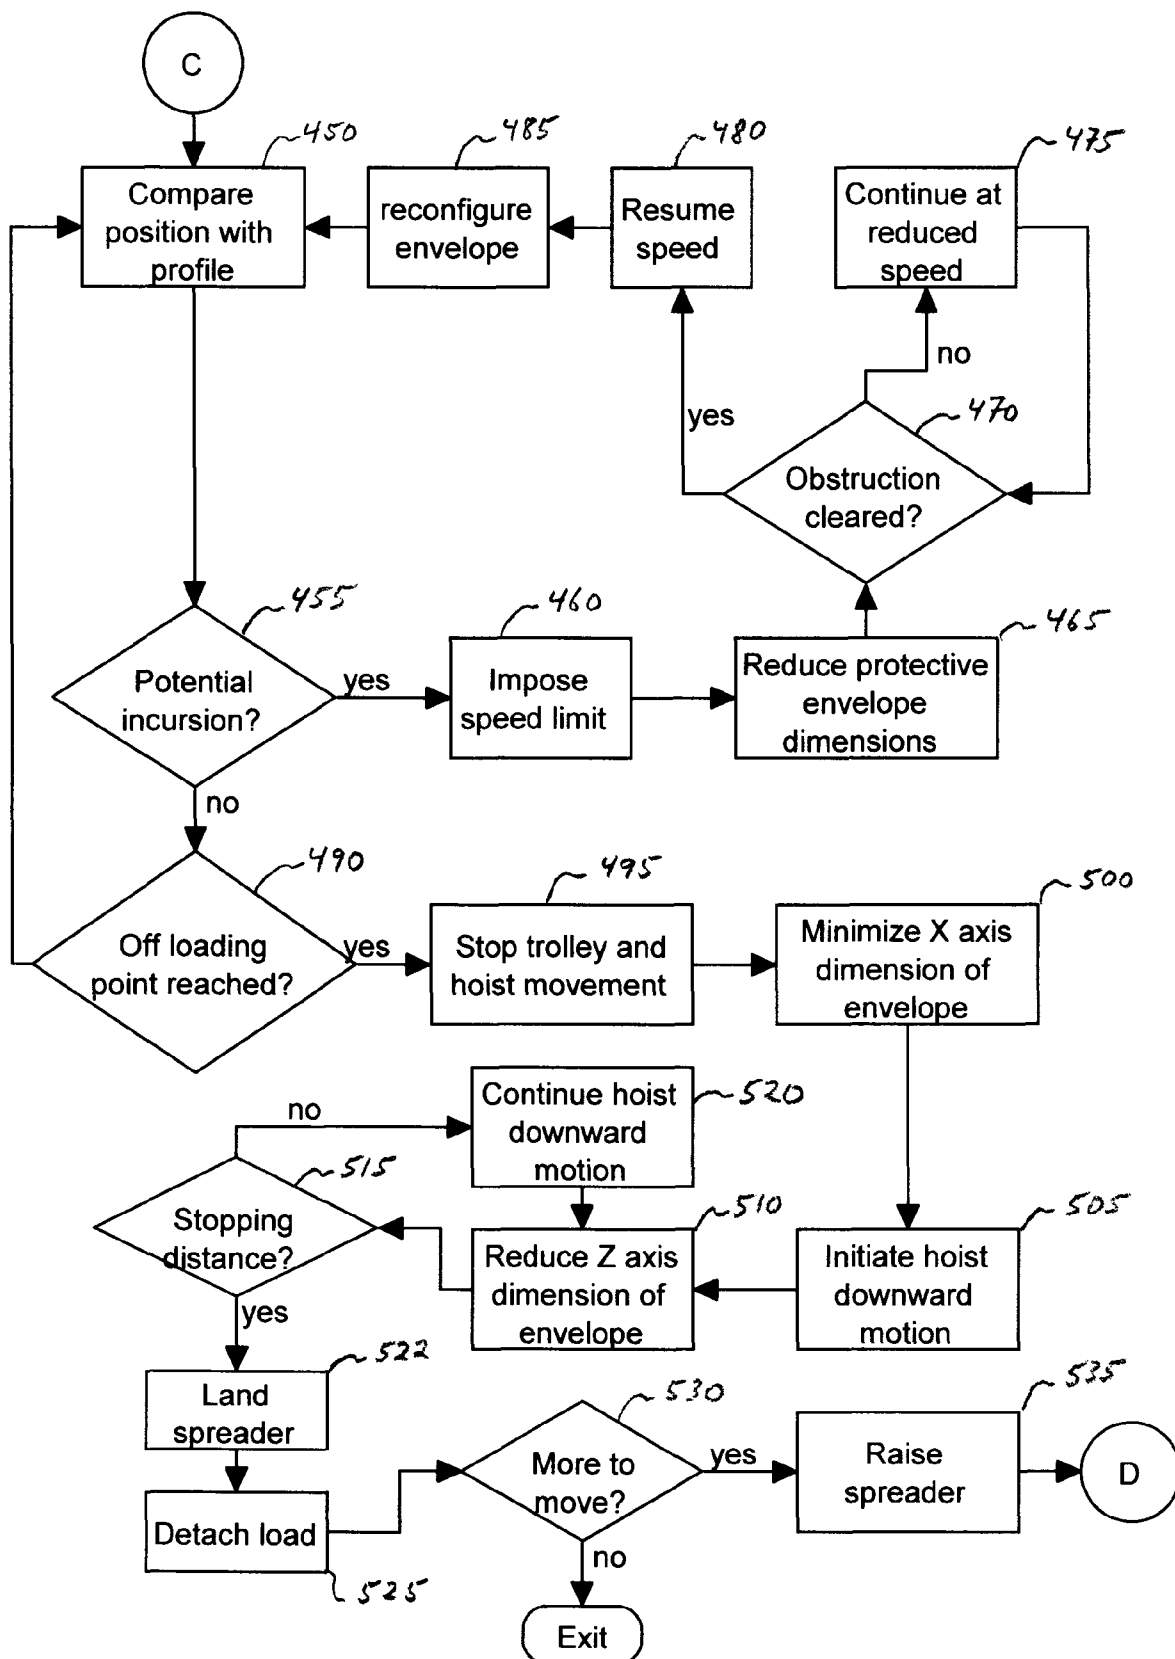 C
450
485
480
475
Compare
position with
profile
reconfigure
envelope
Resume
speed
Continue at
reduced
speed
no
yes
470
Obstruction
cleared?
455
460
465
Potential
incursion?
yes
Impose
speed limit
Reduce protective
envelope
dimensions
no
490
495
500
Off loading
point reached?
yes
Stop trolley and
hoist movement
Minimize X axis
dimension of
envelope
no
Continue hoist
downward
motion
520
515
510
505
Stopping
distance?
Reduce Z axis
dimension of
envelope
Initiate hoist
downward
motion
yes
522
Land
spreader
530
535
More to
move?
yes
Raise
spreader
D
Detach load
525
no
Exit